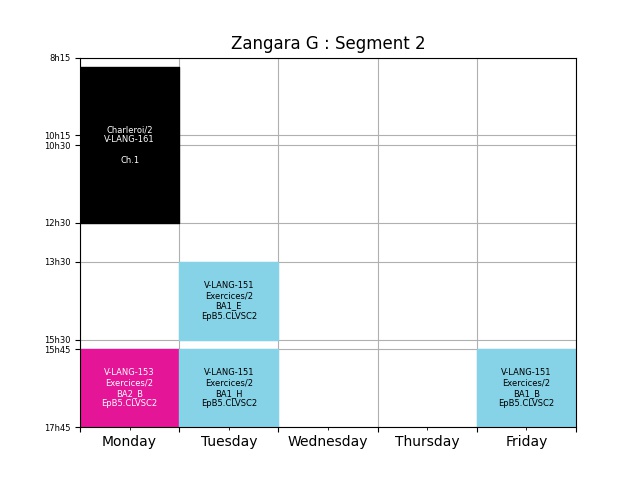 Zangara G : Segment 2
8h15
10h15
10h30
12h30
13h30
15h30
15h45
17h45
Charleroi/2
V-LANG-161
Ch.1
V-LANG-151
Exercices/2
BA1_E
EpB5.CLVSC2
V-LANG-153
Exercices/2
BA2_B
EpB5.CLVSC2
V-LANG-151
Exercices/2
BA1_H
EpB5.CLVSC2
V-LANG-151
Exercices/2
BA1_B
EpB5.CLVSC2
Monday
Tuesday
Wednesday
Thursday
Friday